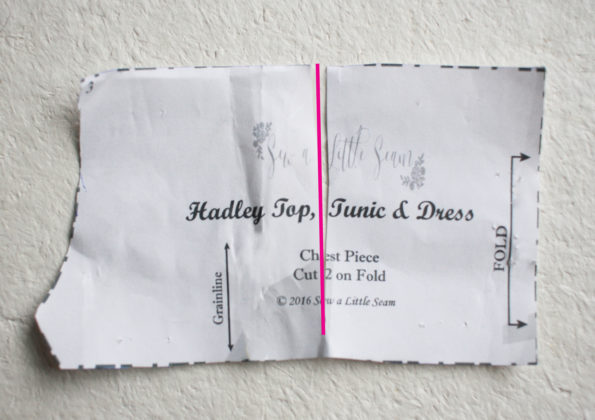 Sew a Little Seam
Hadley Top, Tunic & Dress
Chest Piece
Cut 2 on Fold
© 2016 Sew a Little Seam
Grainline
FOLD